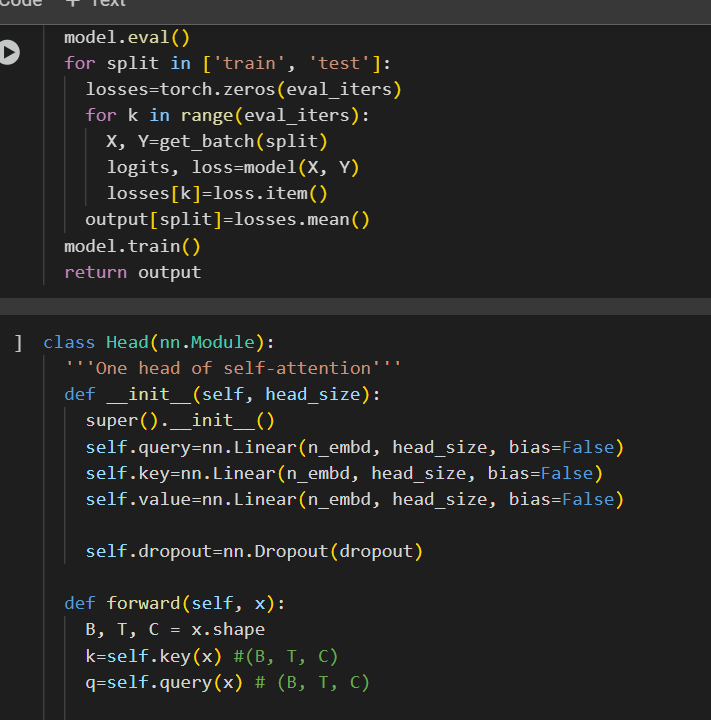 Code + Text
model.eval()
for split in ['train', 'test']:
losses=torch.zeros(eval_iters)
for k in range(eval_iters):
X, Y=get_batch(split)
logits, loss=model(X, Y)
losses[k]=loss.item()
output[split]=losses.mean()
model.train()
return output
] class Head(nn.Module):
'''One head of self-attention'''
def __init__(self, head_size):
super().__init__()
self.query=nn.Linear(n_embd, head_size, bias=False)
self.key=nn.Linear(n_embd, head_size, bias=False)
self.value=nn.Linear(n_embd, head_size, bias=False)
self.dropout=nn.Dropout(dropout)
def forward(self, x):
B, T, C = x.shape
k=self.key(x) #(B, T, C)
q=self.query(x) # (B, T, C)